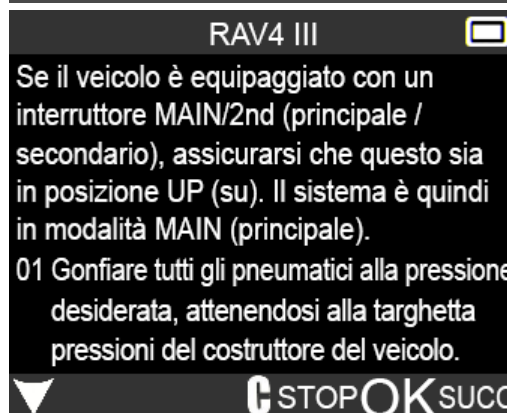 RAV4 III
Se il veicolo è equipaggiato con un
interruttore MAIN/2nd (principale /
secondario), assicurarsi che questo sia
in posizione UP (su). Il sistema è quindi
in modalità MAIN (principale).
01 Gonfiare tutti gli pneumatici alla pressione
desiderata, attenendosi alla targhetta
pressioni del costruttore del veicolo.
C STOP OK SUCC